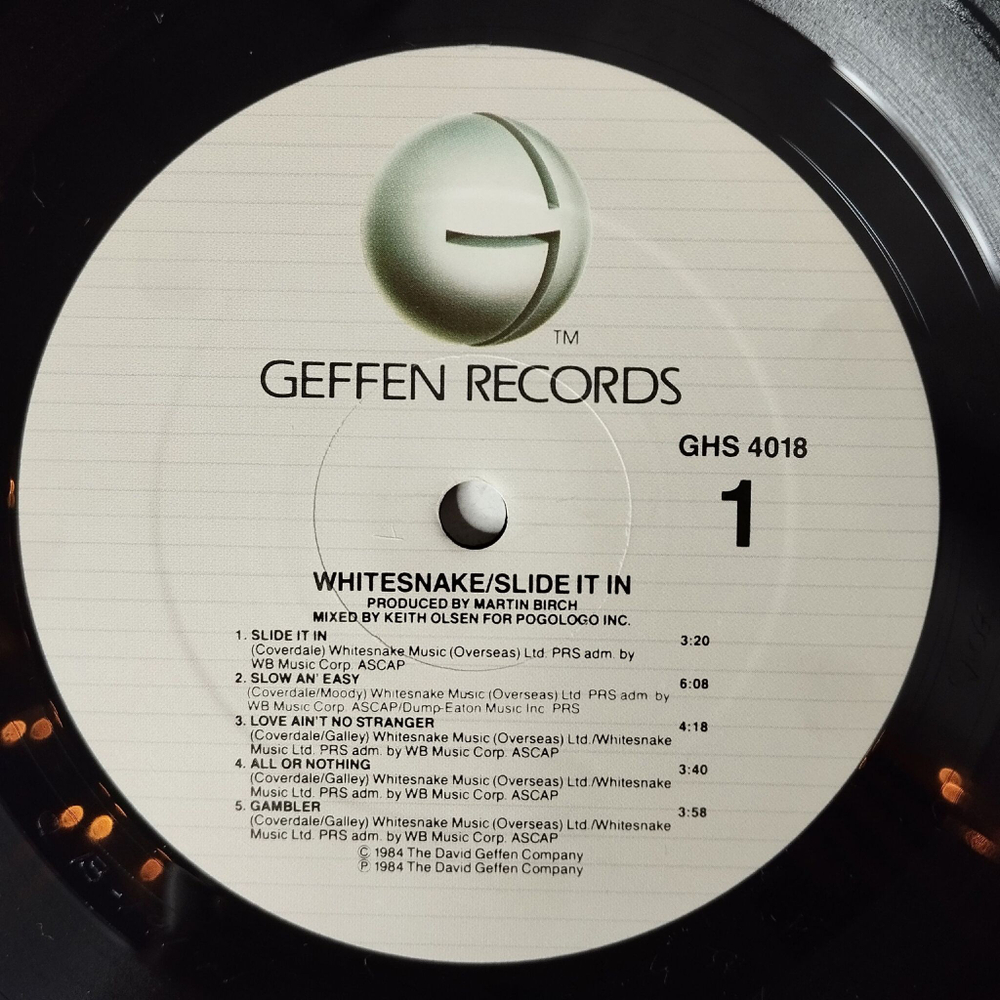 TM
GEFFEN RECORDS
GHS 4018
1
WHITESNAKE/SLIDE IT IN
PRODUCED BY MARTIN BIRCH
MIXED BY KEITH OLSEN FOR POGOLOGO INC.
1. SLIDE IT IN 3:20
(Coverdale) Whitesnake Music (Overseas) Ltd. PRS adm. by
WB Music Corp. ASCAP
2. SLOW AN' EASY 6:08
(Coverdale/Moody) Whitesnake Music (Overseas) Ltd PRS adm by
WB Music Corp. ASCAP/Dump-Eaton Music Inc PRS
3. LOVE AIN'T NO STRANGER 4:18
(Coverdale/Galley) Whitesnake Music (Overseas) Ltd./Whitesnake
Music Ltd. PRS adm. by WB Music Corp. ASCAP
4. ALL OR NOTHING 3:40
(Coverdale/Galley) Whitesnake Music (Overseas) Ltd./Whitesnake
Music Ltd. PRS adm. by WB Music Corp. ASCAP
5. GAMBLER 3:58
(Coverdale/Galley) Whitesnake Music (Overseas) Ltd./Whitesnake
Music Ltd. PRS adm. by WB Music Corp. ASCAP
© 1984 The David Geffen Company
℗ 1984 The David Geffen Company